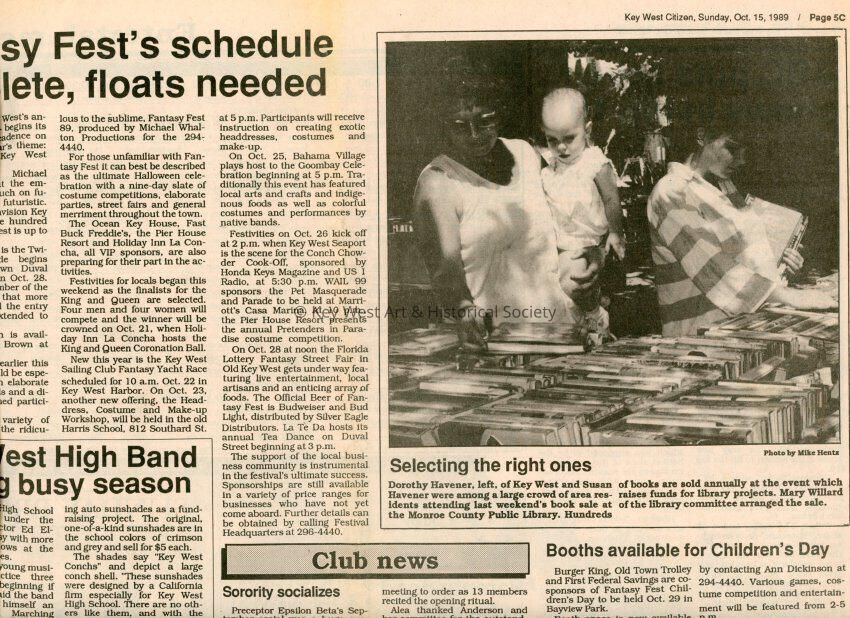 Key West Citizen, Sunday, Oct. 15, 1989 / Page 5C
sy Fest's schedule
lete, floats needed
West's an-
begins its
adence on
r's theme:
Key West
Michael
t the em-
uch on fu-
futuristic.
vision Key
e hundred
est is up to
is the Twi-
de begins
wn Duval
n Oct. 28.
mber of the
that more
l the entry
xtended to
n is avail-
Brown at
earlier this
ld be espe-
n elaborate
s and a di-
ned partici-
variety of
the ridicu-
lous to the sublime, Fantasy Fest
89, produced by Michael Whal-
ton Productions for the 294-
4440.
For those unfamiliar with Fan-
tasy Fest it can best be described
as the ultimate Halloween cele-
bration with a nine-day slate of
costume competitions, elaborate
parties, street fairs and general
merriment throughout the town.
The Ocean Key House, Fast
Buck Freddie's, the Pier House
Resort and Holiday Inn La Con-
cha, all VIP sponsors, are also
preparing for their part in the ac-
tivities.
Festivities for locals began this
weekend as the finalists for the
King and Queen are selected.
Four men and four women will
compete and the winner will be
crowned on Oct. 21, when Holi-
day Inn La Concha hosts the
King and Queen Coronation Ball.
New this year is the Key West
Sailing Club Fantasy Yacht Race
scheduled for 10 a.m. Oct. 22 in
Key West Harbor. On Oct. 23,
another new offering, the Head-
dress, Costume and Make-up
Workshop, will be held in the old
Harris School, 812 Southard St.
at 5 p.m. Participants will receive
instruction on creating exotic
headdresses, costumes and
make-up.
On Oct. 25, Bahama Village
plays host to the Goombay Cele-
bration beginning at 5 p.m. Tra-
ditionally this event has featured
local arts and crafts and indige-
nous foods as well as colorful
costumes and performances by
native bands.
Festivities on Oct. 26 kick off
at 2 p.m. when Key West Seaport
is the scene for the Conch Chow-
der Cook-Off, sponsored by
Honda Keys Magazine and US 1
Radio, at 5:30 p.m. WAIL 99
sponsors the Pet Masquerade
and Parade to be held at Marri-
ott's Casa Marina
the Pier House Resort presents
the annual Pretenders in Para-
dise costume competition.
On Oct. 28 at noon the Florida
Lottery Fantasy Street Fair in
Old Key West gets under way fea-
turing live entertainment, local
artisans and an enticing array of
foods. The Official Beer of Fan-
tasy Fest is Budweiser and Bud
Light, distributed by Silver Eagle
Distributors. La Te Da hosts its
annual Tea Dance on Duval
Street beginning at 3 p.m.
The support of the local busi-
ness community is instrumental
in the festival's ultimate success.
Sponsorships are still available
in a variety of price ranges for
businesses who have not yet
come aboard. Further details can
be obtained by calling Festival
Headquarters at 296-4440.
© Key West Art & Historical Society
Photo by Mike Hentz
Selecting the right ones
Dorothy Havener, left, of Key West and Susan
Havener were among a large crowd of area res-
idents attending last weekend's book sale at
the Monroe County Public Library. Hundreds
of books are sold annually at the event which
raises funds for library projects. Mary Willard
of the library committee arranged the sale.
West High Band
g busy season
High School
under the
ctor Ed El-
y with more
ows at the
es.
young musi-
ctice three
beginning if
id the band
himself an
Marching
ing auto sunshades as a fund-
raising project. The original,
one-of-a-kind sunshades are in
the school colors of crimson
and grey and sell for $5 each.
The shades say "Key West
Conchs" and depict a large
conch shell. "These sunshades
were designed by a California
firm especially for Key West
High School. There are no oth-
ers like them, and with the
Club news
Sorority socializes
Preceptor Epsilon Beta's Sep-
meeting to order as 13 members
recited the opening ritual.
Alea thanked Anderson and
Booths available for Children's Day
Burger King, Old Town Trolley
and First Federal Savings are co-
sponsors of Fantasy Fest Chil-
dren's Day to be held Oct. 29 in
Bayview Park.
by contacting Ann Dickinson at
294-4440. Various games, cos-
tume competition and entertain-
ment will be featured from 2-5
p.m.